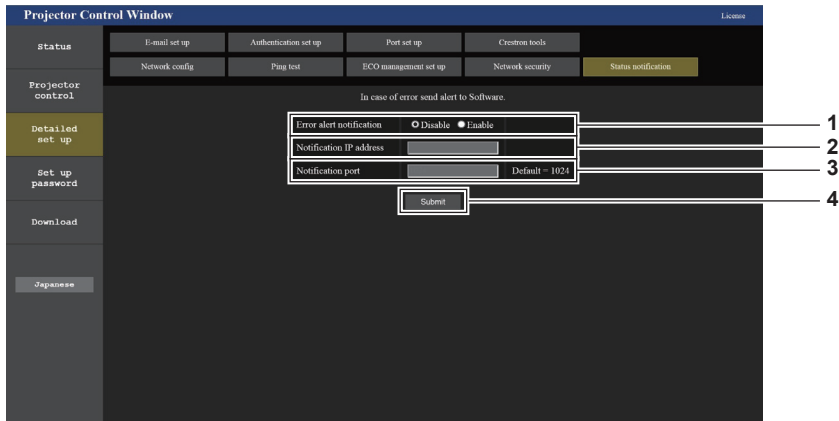 Projector Control Window
License
Status
Projector
control
Detailed
set up
Set up
password
Download
Japanese
E-mail set up
Authentication set up
Port set up
Crestron tools
Network config
Ping test
ECO management set up
Network security
Status notification
In case of error send alert to Software.
Error alert notification Disable Enable
1
Notification IP address
2
Notification port Default = 1024
3
Submit
4